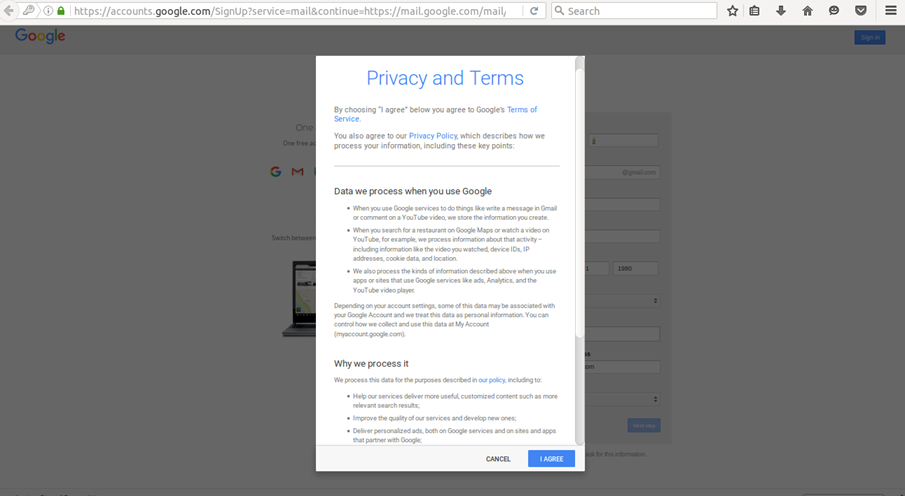 https://accounts.google.com/SignUp?service=mail&continue=https://mail.google.com/mail/
Search
Google
Sign in
Privacy and Terms
By choosing "I agree" below you agree to Google's Terms of
Service.
You also agree to our Privacy Policy, which describes how we
process your information, including these key points:
Data we process when you use Google
• When you use Google services to do things like write a message in Gmail
or comment on a YouTube video, we store the information you create.
• When you search for a restaurant on Google Maps or watch a video on
YouTube, for example, we process information about that activity –
including information like the video you watched, device IDs, IP
addresses, cookie data, and location.
• We also process the kinds of information described above when you use
apps or sites that use Google services like ads, Analytics, and the
YouTube video player.
Depending on your account settings, some of this data may be associated with
your Google Account and we treat this data as personal information. You can
control how we collect and use this data at My Account
(myaccount.google.com).
Why we process it
We process this data for the purposes described in our policy, including to:
• Help our services deliver more useful, customized content such as more
relevant search results;
• Improve the quality of our services and develop new ones;
• Deliver personalized ads, both on Google services and on sites and apps
that partner with Google;
CANCEL
I AGREE
One
One free ac
Switch between
@gmail.com
1
1980
ss
om
Next step
ask for this information.